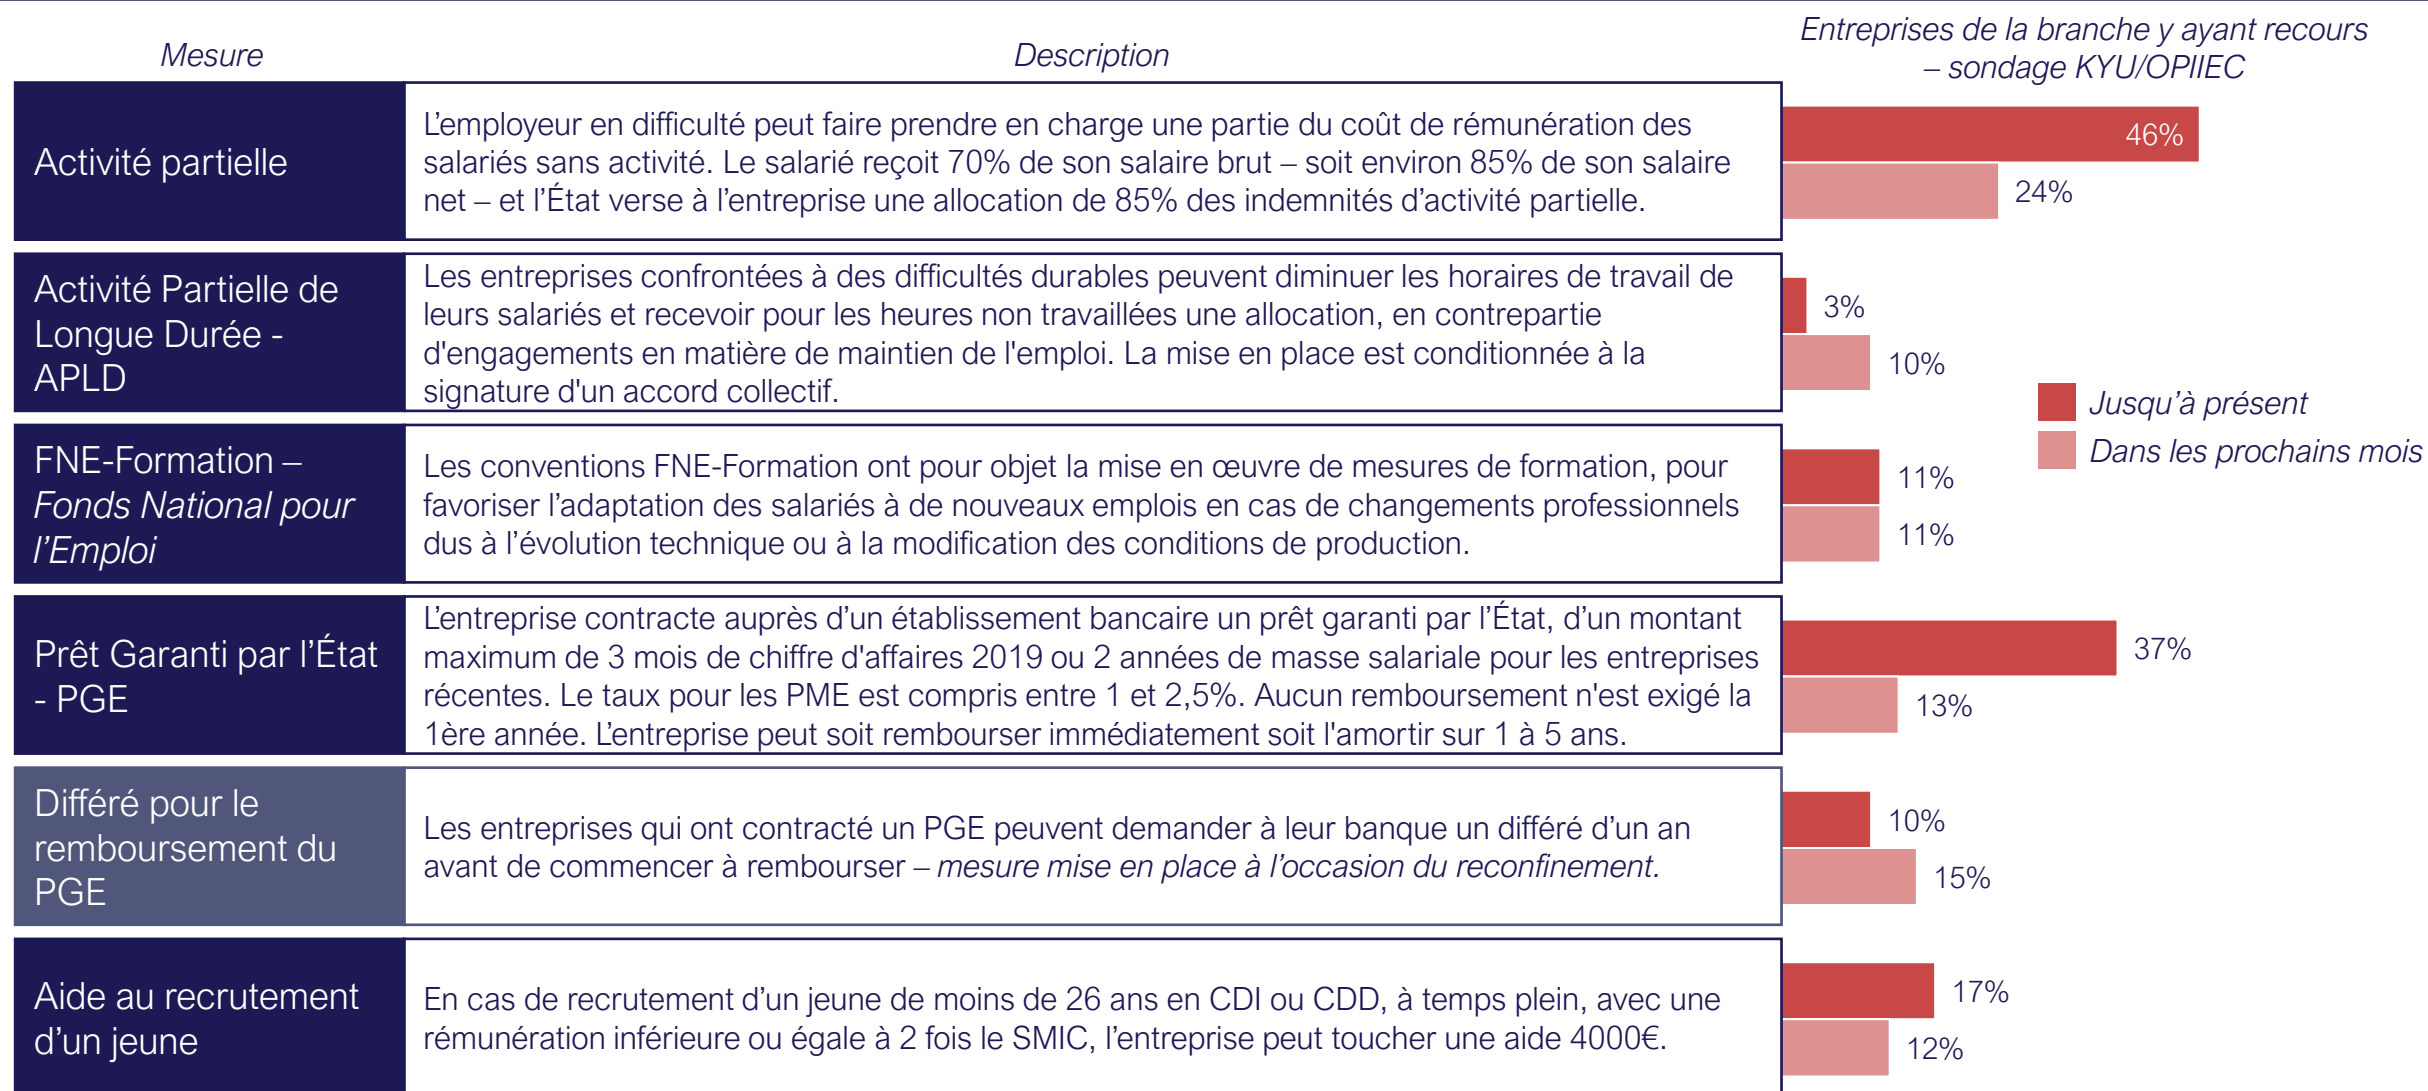 Mesure
Description
Entreprises de la branche y ayant recours
– sondage KYU/OPIIEC
Activité partielle
L’employeur en difficulté peut faire prendre en charge une partie du coût de rémunération des
salariés sans activité. Le salarié reçoit 70% de son salaire brut – soit environ 85% de son salaire
net – et l’État verse à l’entreprise une allocation de 85% des indemnités d’activité partielle.
46%
24%
Activité Partielle de
Longue Durée -
APLD
Les entreprises confrontées à des difficultés durables peuvent diminuer les horaires de travail de
leurs salariés et recevoir pour les heures non travaillées une allocation, en contrepartie
d'engagements en matière de maintien de l'emploi. La mise en place est conditionnée à la
signature d'un accord collectif.
3%
10%
Jusqu’à présent
Dans les prochains mois
FNE-Formation –
Fonds National pour
l’Emploi
Les conventions FNE-Formation ont pour objet la mise en œuvre de mesures de formation, pour
favoriser l’adaptation des salariés à de nouveaux emplois en cas de changements professionnels
dus à l’évolution technique ou à la modification des conditions de production.
11%
11%
Prêt Garanti par l’État
- PGE
L’entreprise contracte auprès d’un établissement bancaire un prêt garanti par l’État, d’un montant
maximum de 3 mois de chiffre d'affaires 2019 ou 2 années de masse salariale pour les entreprises
récentes. Le taux pour les PME est compris entre 1 et 2,5%. Aucun remboursement n'est exigé la
1ère année. L’entreprise peut soit rembourser immédiatement soit l'amortir sur 1 à 5 ans.
37%
13%
Différé pour le
remboursement du
PGE
Les entreprises qui ont contracté un PGE peuvent demander à leur banque un différé d’un an
avant de commencer à rembourser – mesure mise en place à l’occasion du reconfinement.
10%
15%
Aide au recrutement
d’un jeune
En cas de recrutement d’un jeune de moins de 26 ans en CDI ou CDD, à temps plein, avec une
rémunération inférieure ou égale à 2 fois le SMIC, l’entreprise peut toucher une aide 4000€.
17%
12%